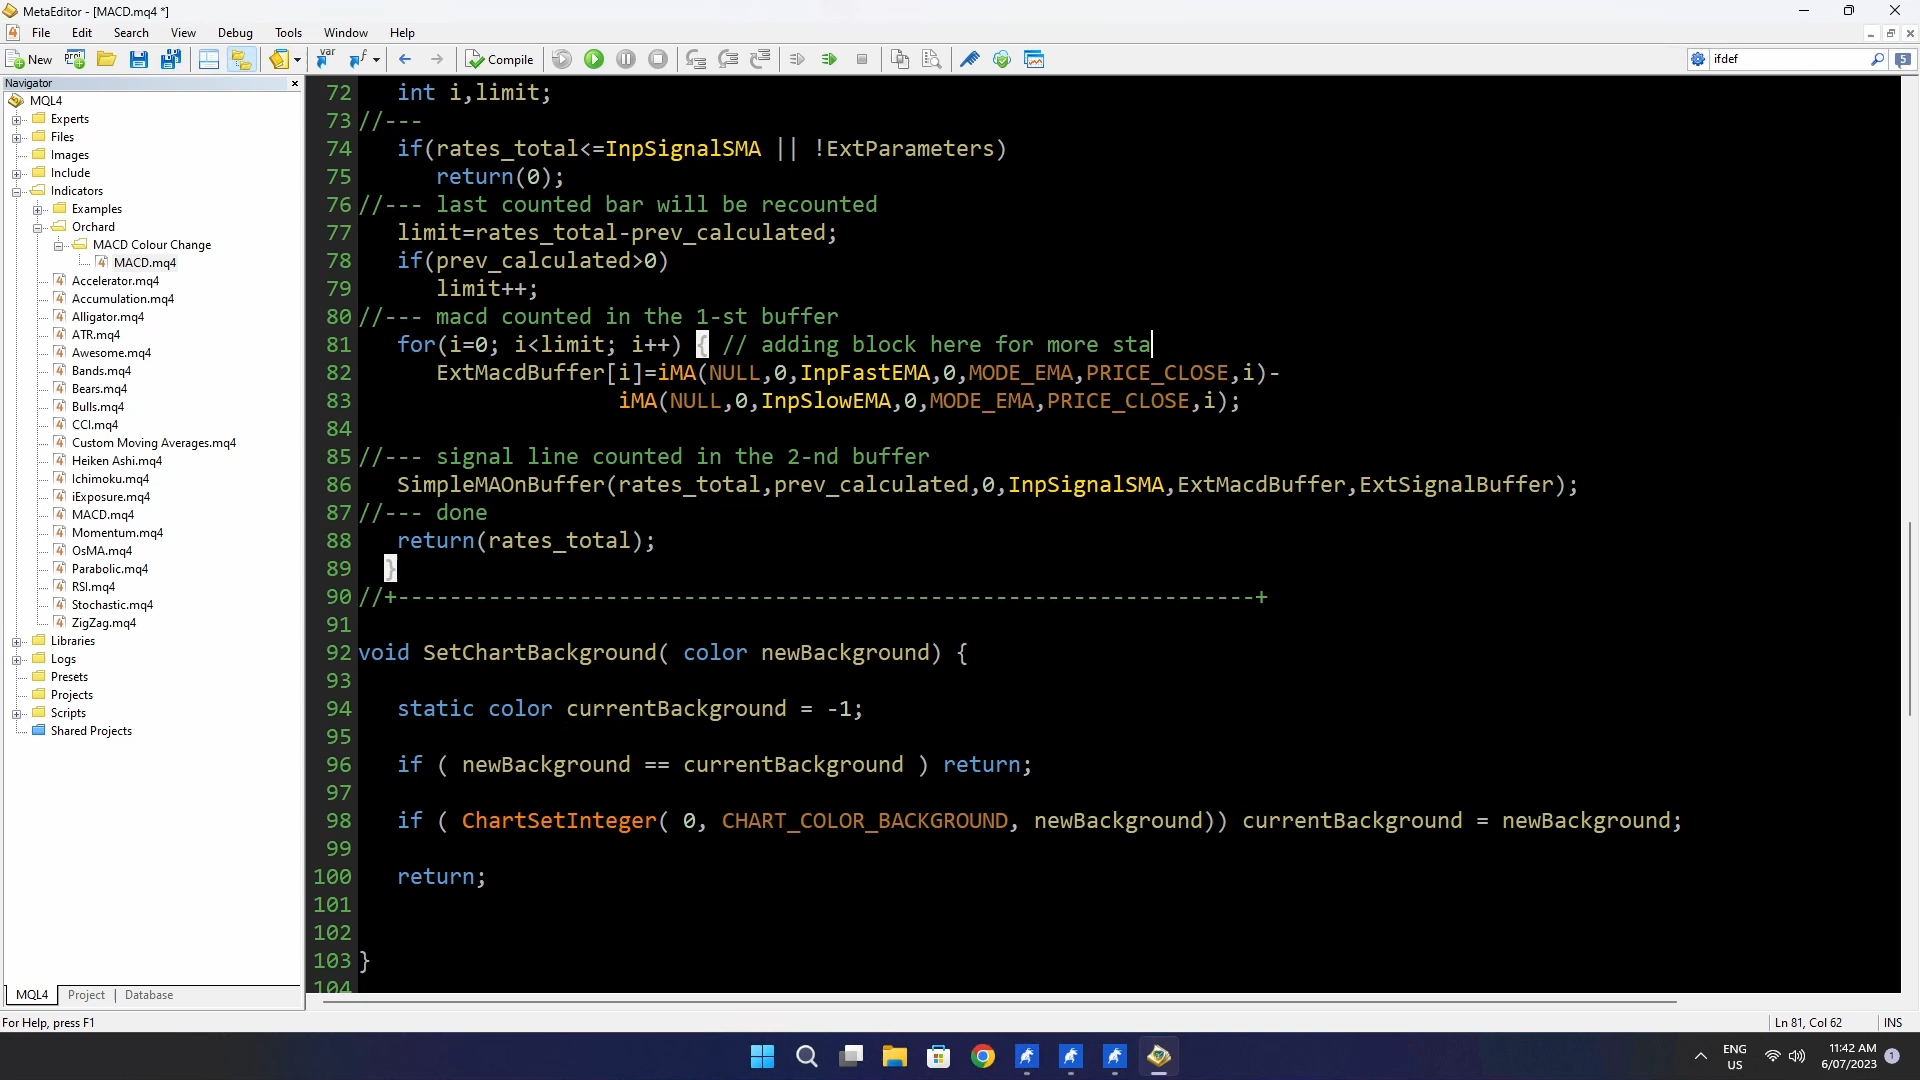 MetaEditor - [MACD.mq4 *]
File Edit Search View Debug Tools Window Help
New proj var Compile ifdef 5
Navigator
MQL4
Experts
Files
Images
Include
Indicators
Examples
Orchard
MACD Colour Change
MACD.mq4
Accelerator.mq4
Accumulation.mq4
Alligator.mq4
ATR.mq4
Awesome.mq4
Bands.mq4
Bears.mq4
Bulls.mq4
CCI.mq4
Custom Moving Averages.mq4
Heiken Ashi.mq4
Ichimoku.mq4
iExposure.mq4
MACD.mq4
Momentum.mq4
OsMA.mq4
Parabolic.mq4
RSI.mq4
Stochastic.mq4
ZigZag.mq4
Libraries
Logs
Presets
Projects
Scripts
Shared Projects
MQL4 Project Database
72 int i,limit;
73 //---
74 if(rates_total<=InpSignalSMA || !ExtParameters)
75 return(0);
76 //--- last counted bar will be recounted
77 limit=rates_total-prev_calculated;
78 if(prev_calculated>0)
79 limit++;
80 //--- macd counted in the 1-st buffer
81 for(i=0; i<limit; i++) { // adding block here for more sta
82 ExtMacdBuffer[i]=iMA(NULL,0,InpFastEMA,0,MODE_EMA,PRICE_CLOSE,i)-
83 iMA(NULL,0,InpSlowEMA,0,MODE_EMA,PRICE_CLOSE,i);
84
85 //--- signal line counted in the 2-nd buffer
86 SimpleMAOnBuffer(rates_total,prev_calculated,0,InpSignalSMA,ExtMacdBuffer,ExtSignalBuffer);
87 //--- done
88 return(rates_total);
89 }
90 //+------------------------------------------------------------------+
91
92 void SetChartBackground( color newBackground) {
93
94 static color currentBackground = -1;
95
96 if ( newBackground == currentBackground ) return;
97
98 if ( ChartSetInteger( 0, CHART_COLOR_BACKGROUND, newBackground)) currentBackground = newBackground;
99
100 return;
101
102
103 }
104
For Help, press F1 Ln 81, Col 62 INS
ENG
US
11:42 AM
6/07/2023
1